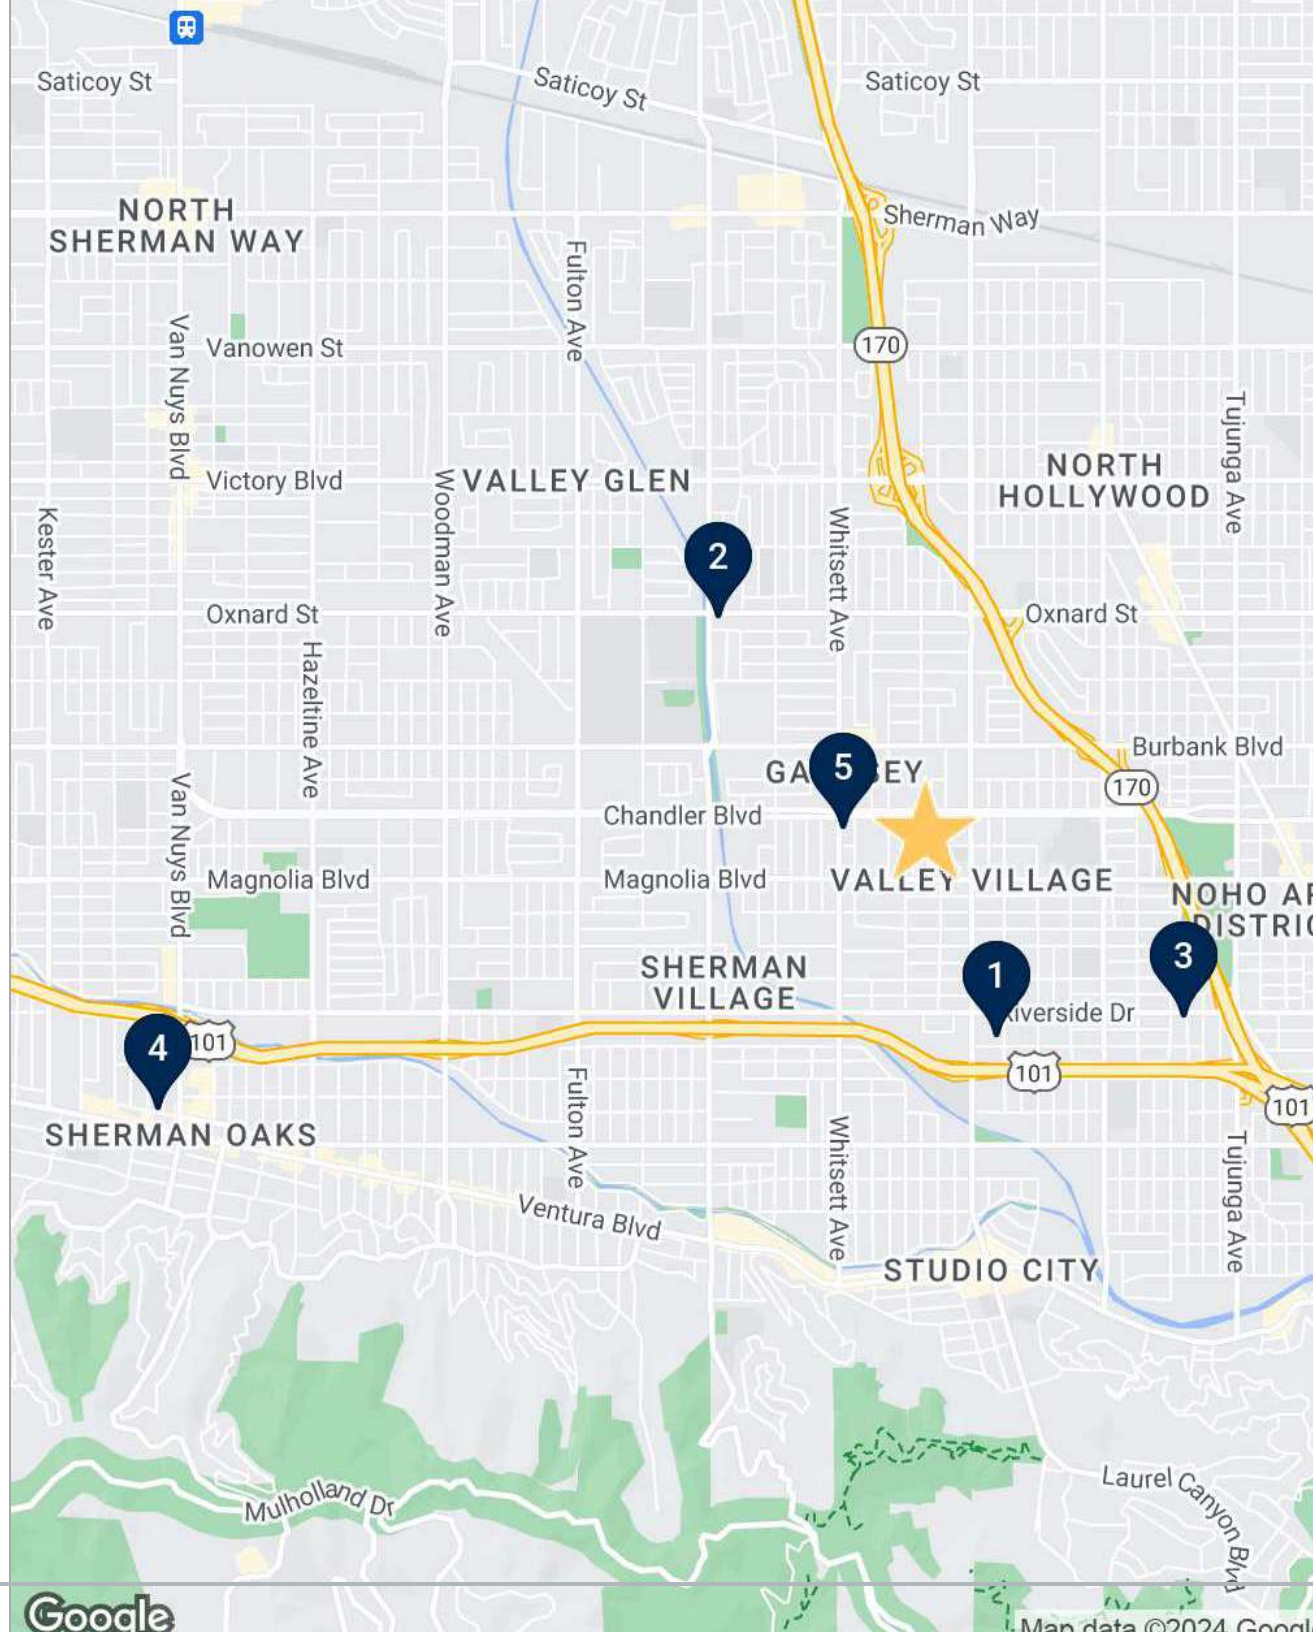 Saticoy St
Saticoy St
Saticoy St
NORTH
SHERMAN WAY
Sherman Way
Fulton Ave
Van Nuys Blvd
Vanowen St
170
Tujunga Ave
NORTH
HOLLYWOOD
Victory Blvd
Woodman Ave
VALLEY GLEN
Kester Ave
Whitsett Ave
2
Oxnard St
Oxnard St
Hazeltine Ave
Burbank Blvd
5
170
Van Nuys Blvd
Chandler Blvd
Magnolia Blvd
Magnolia Blvd
VALLEY VILLAGE
NOHO
SHERMAN
VILLAGE
1
3
Dr
4
101
101
101
SHERMAN OAKS
Fulton Ave
Whitsett Ave
Tujunga Ave
Ventura Blvd
STUDIO CITY
Mulholland Dr
Laurel Canyon Blvd
Google
Map data ©2024